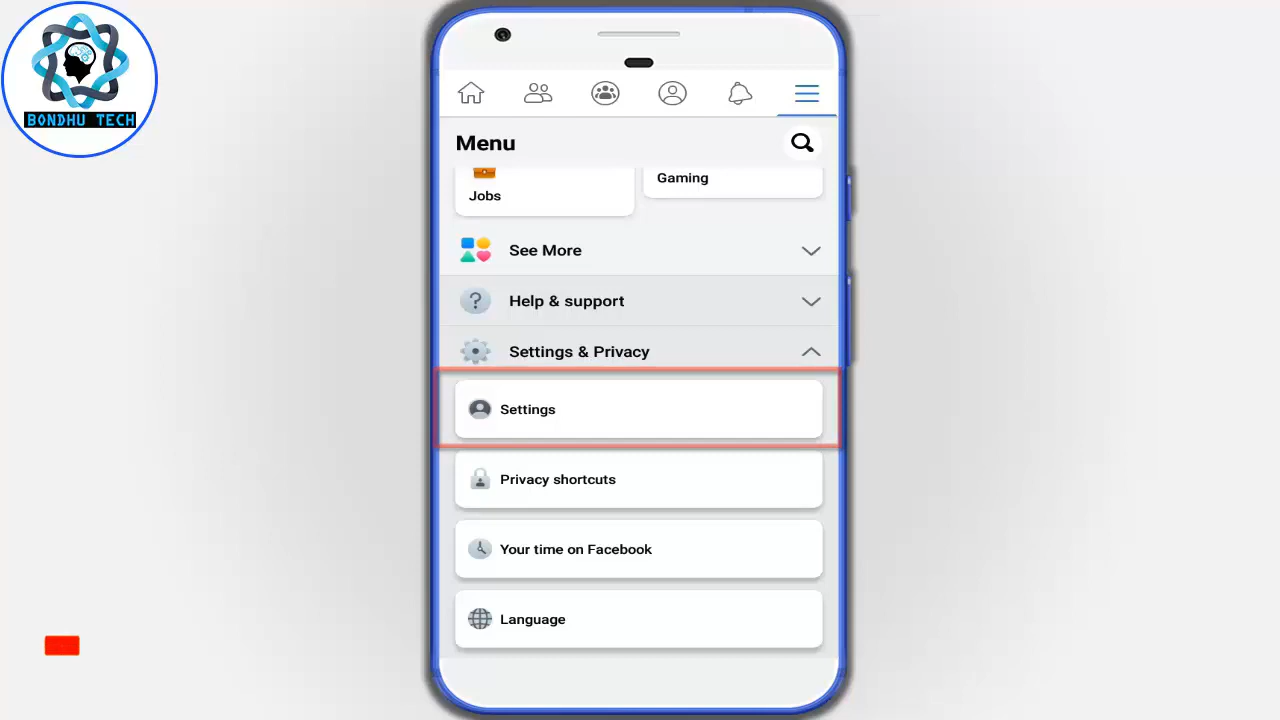 BONDHU TECH
Menu
Jobs
Gaming
See More
Help & support
Settings & Privacy
Settings
Privacy shortcuts
Your time on Facebook
Language